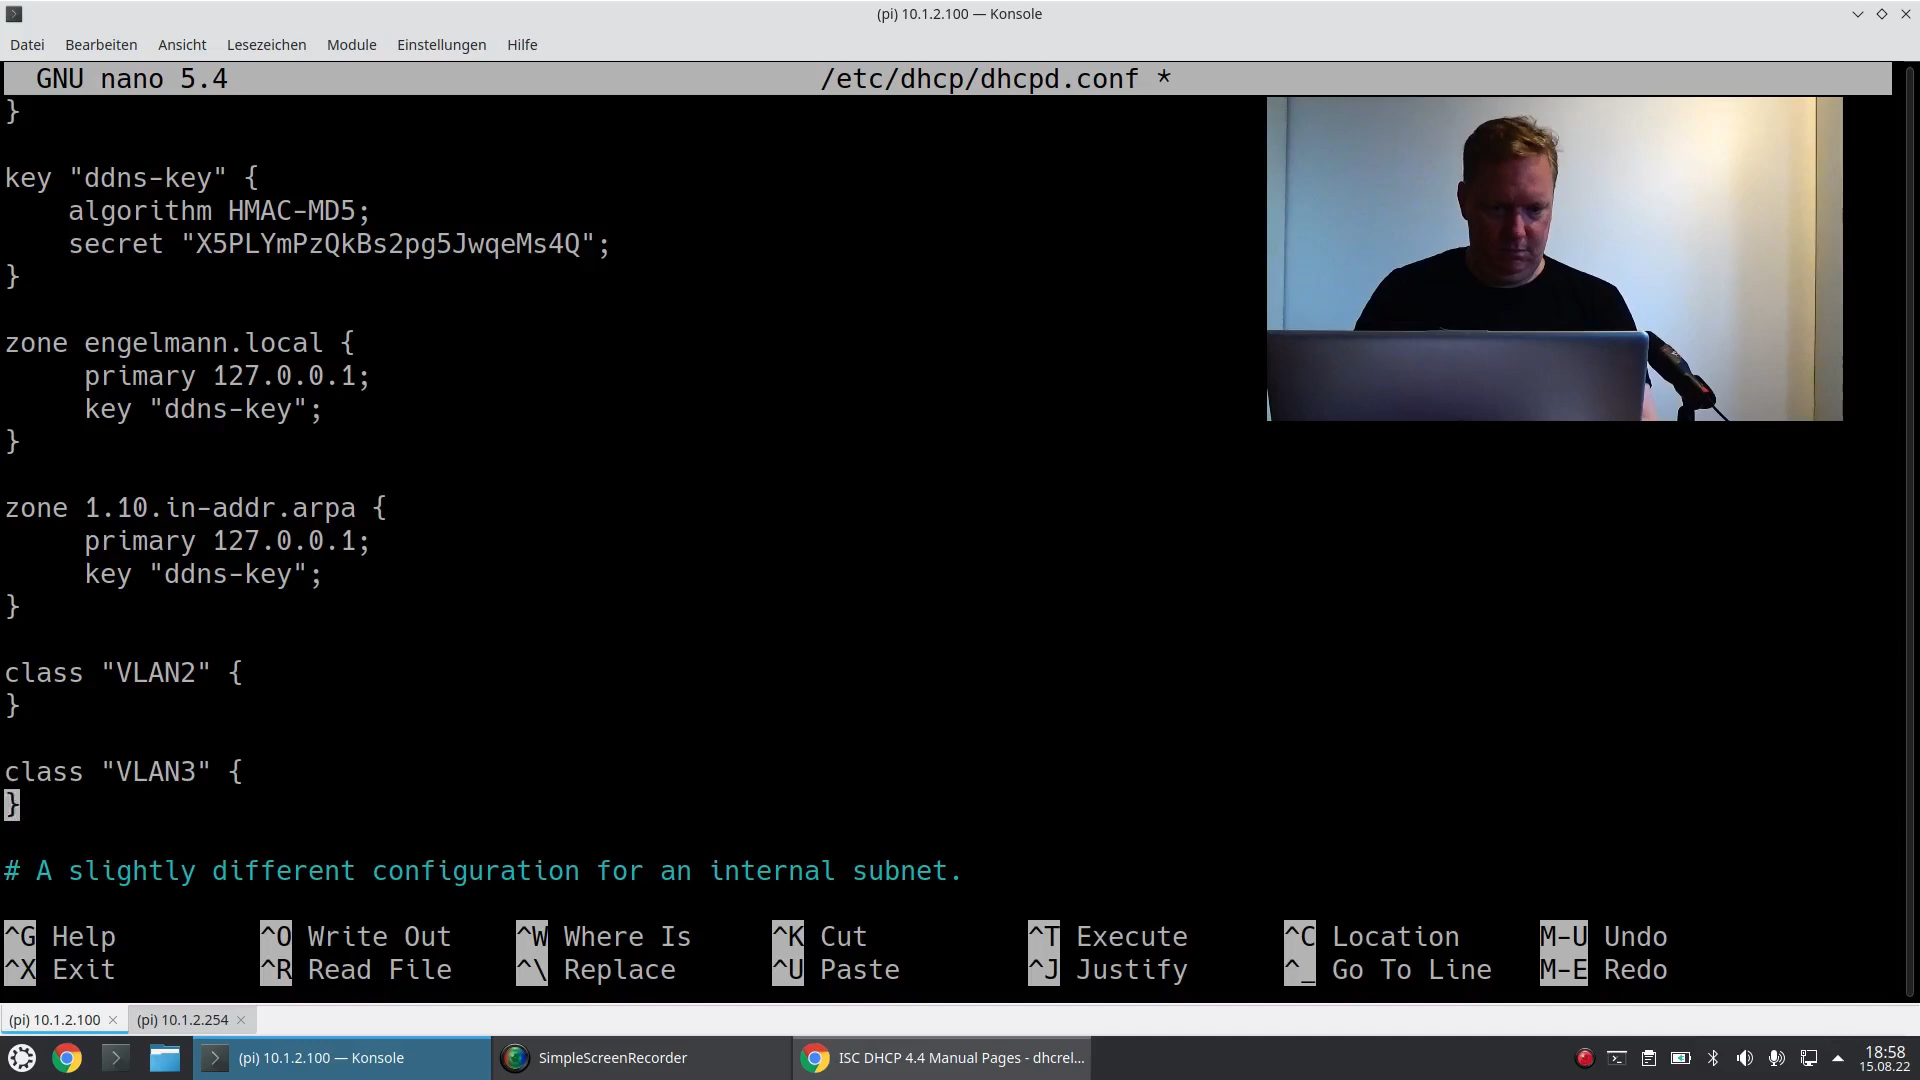 (pi) 10.1.2.100 — Konsole
Datei Bearbeiten Ansicht Lesezeichen Module Einstellungen Hilfe
GNU nano 5.4 /etc/dhcp/dhcpd.conf *
}
key "ddns-key" {
algorithm HMAC-MD5;
secret "X5PLYmPzQkBs2pg5JwqeMs4Q";
}
zone engelmann.local {
primary 127.0.0.1;
key "ddns-key";
}
zone 1.10.in-addr.arpa {
primary 127.0.0.1;
key "ddns-key";
}
class "VLAN2" {
}
class "VLAN3" {
}
# A slightly different configuration for an internal subnet.
^G Help ^O Write Out ^W Where Is ^K Cut ^T Execute ^C Location M-U Undo
^X Exit ^R Read File ^\ Replace ^U Paste ^J Justify ^_ Go To Line M-E Redo
(pi) 10.1.2.100 (pi) 10.1.2.254
(pi) 10.1.2.100 — Konsole SimpleScreenRecorder ISC DHCP 4.4 Manual Pages - dhcrel... 18:58
15.08.22